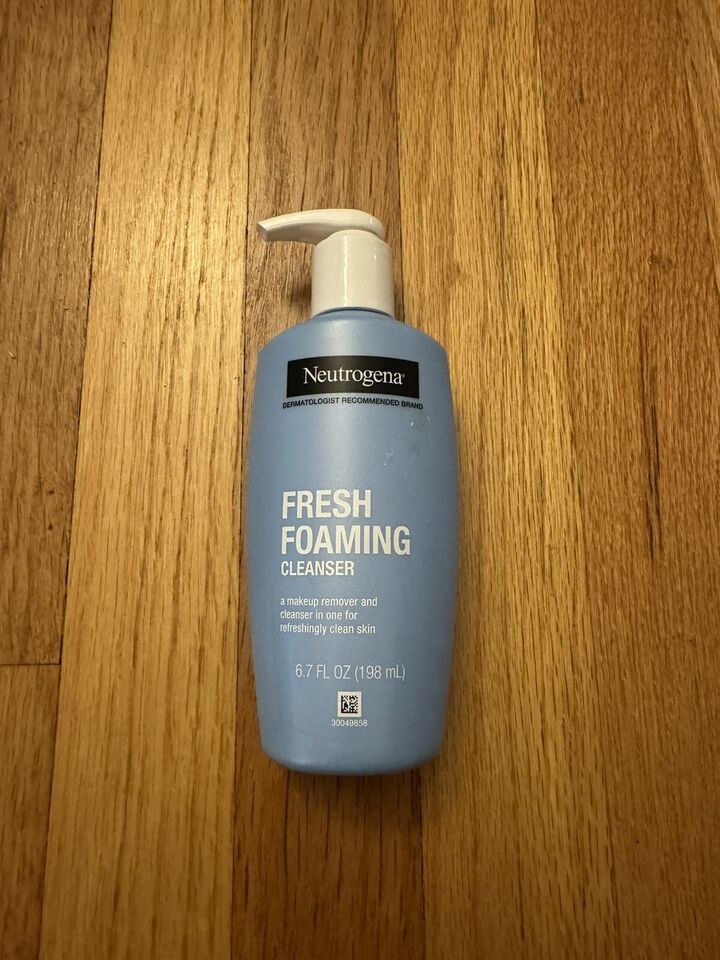 Neutrogena®
DERMATOLOGIST RECOMMENDED BRAND
FRESH
FOAMING
CLEANSER
a makeup remover and
cleanser in one for
refreshingly clean skin
6.7 FL OZ (198 mL)
30049858